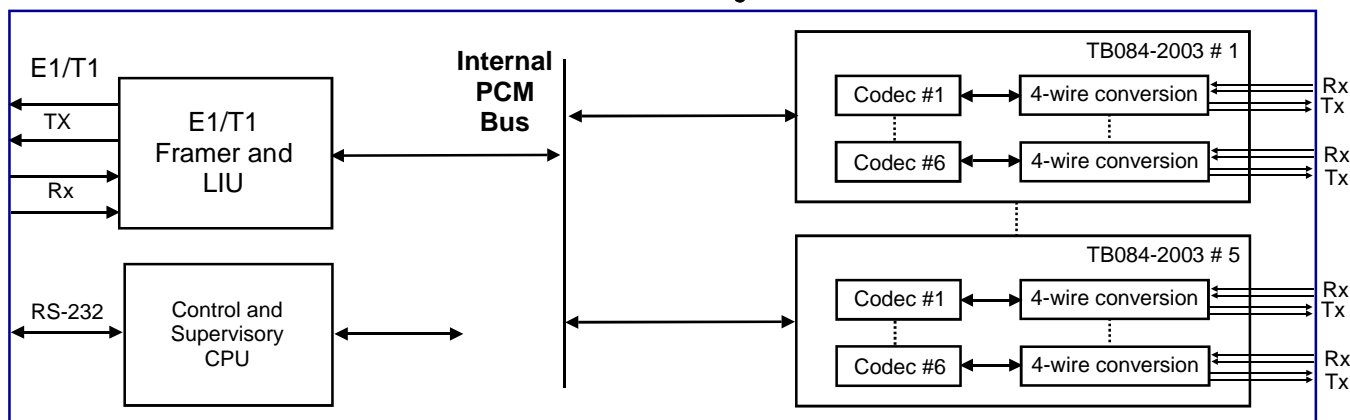 E1/T1
TX
Rx
E1/T1
Framer and
LIU
RS-232
Control and
Supervisory
CPU
Internal
PCM
Bus
TB084-2003 # 1
Codec #1
4-wire conversion
Rx
Tx
Codec #6
4-wire conversion
Rx
Tx
TB084-2003 # 5
Codec #1
4-wire conversion
Rx
Tx
Codec #6
4-wire conversion
Rx
Tx